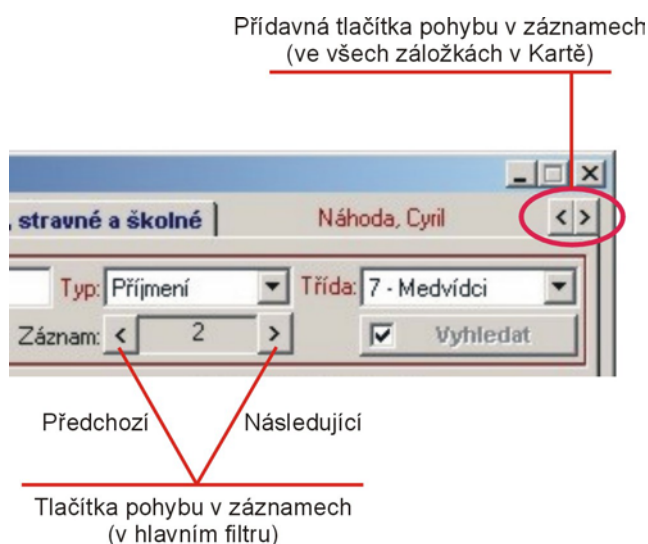 Přídavná tlačítka pohybu v záznamech
(ve všech záložkách v Kartě)
stravné a školné
Náhoda, Cyril
< >
Typ: Příjmení
Třída: 7 - Medvídci
Záznam: < 2 >
Vyhledat
Předchozí
Následující
Tlačítka pohybu v záznamech
(v hlavním filtru)